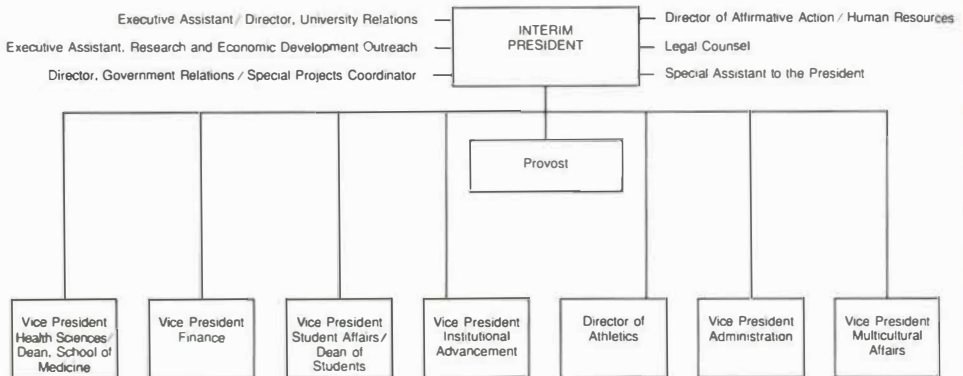 Executive Assistant / Director, University Relations
Executive Assistant, Research and Economic Development Outreach
Director, Government Relations / Special Projects Coordinator
INTERIM
PRESIDENT
Director of Affirmative Action / Human Resources
Legal Counsel
Special Assistant to the President
Provost
Vice President
Health Sciences /
Dean, School of
Medicine
Vice President
Finance
Vice President
Student Affairs /
Dean of
Students
Vice President
Institutional
Advancement
Director of
Athletics
Vice President
Administration
Vice President
Multicultural
Affairs